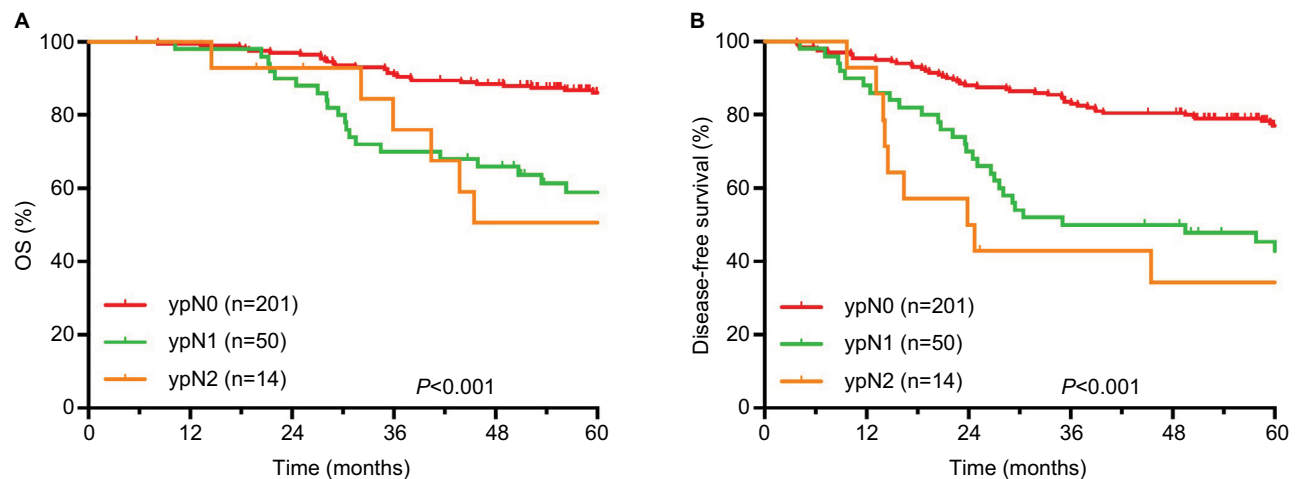 A
100
80
60
40
20
0
OS (%)
ypN0 (n=201)
ypN1 (n=50)
ypN2 (n=14)
P<0.001
0 12 24 36 48 60
Time (months)
B
100
80
60
40
20
0
Disease-free survival (%)
ypN0 (n=201)
ypN1 (n=50)
ypN2 (n=14)
P<0.001
0 12 24 36 48 60
Time (months)